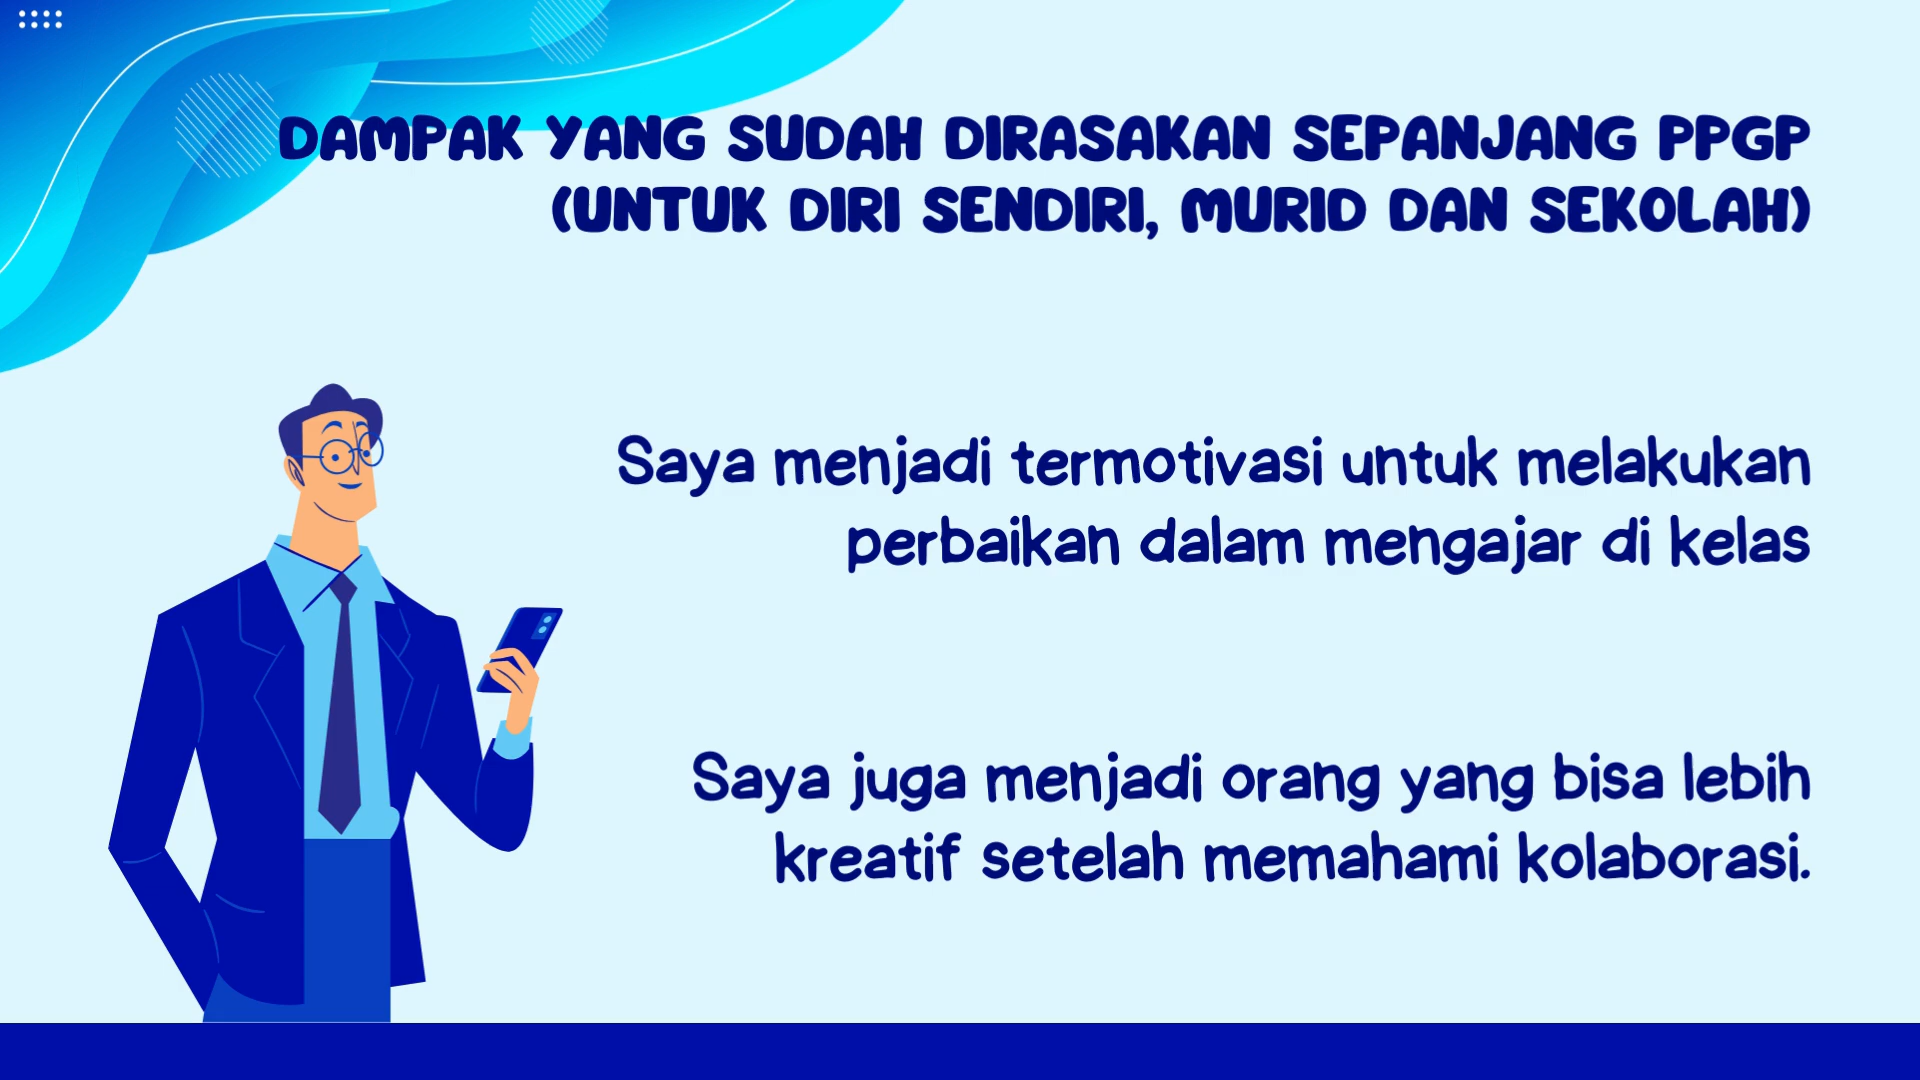 DAMPAK YANG SUDAH DIRASAKAN SEPANJANG PPGP
(UNTUK DIRI SENDIRI, MURID DAN SEKOLAH)
Saya menjadi termotivasi untuk melakukan
perbaikan dalam mengajar di kelas
Saya juga menjadi orang yang bisa lebih
kreatif setelah memahami kolaborasi.